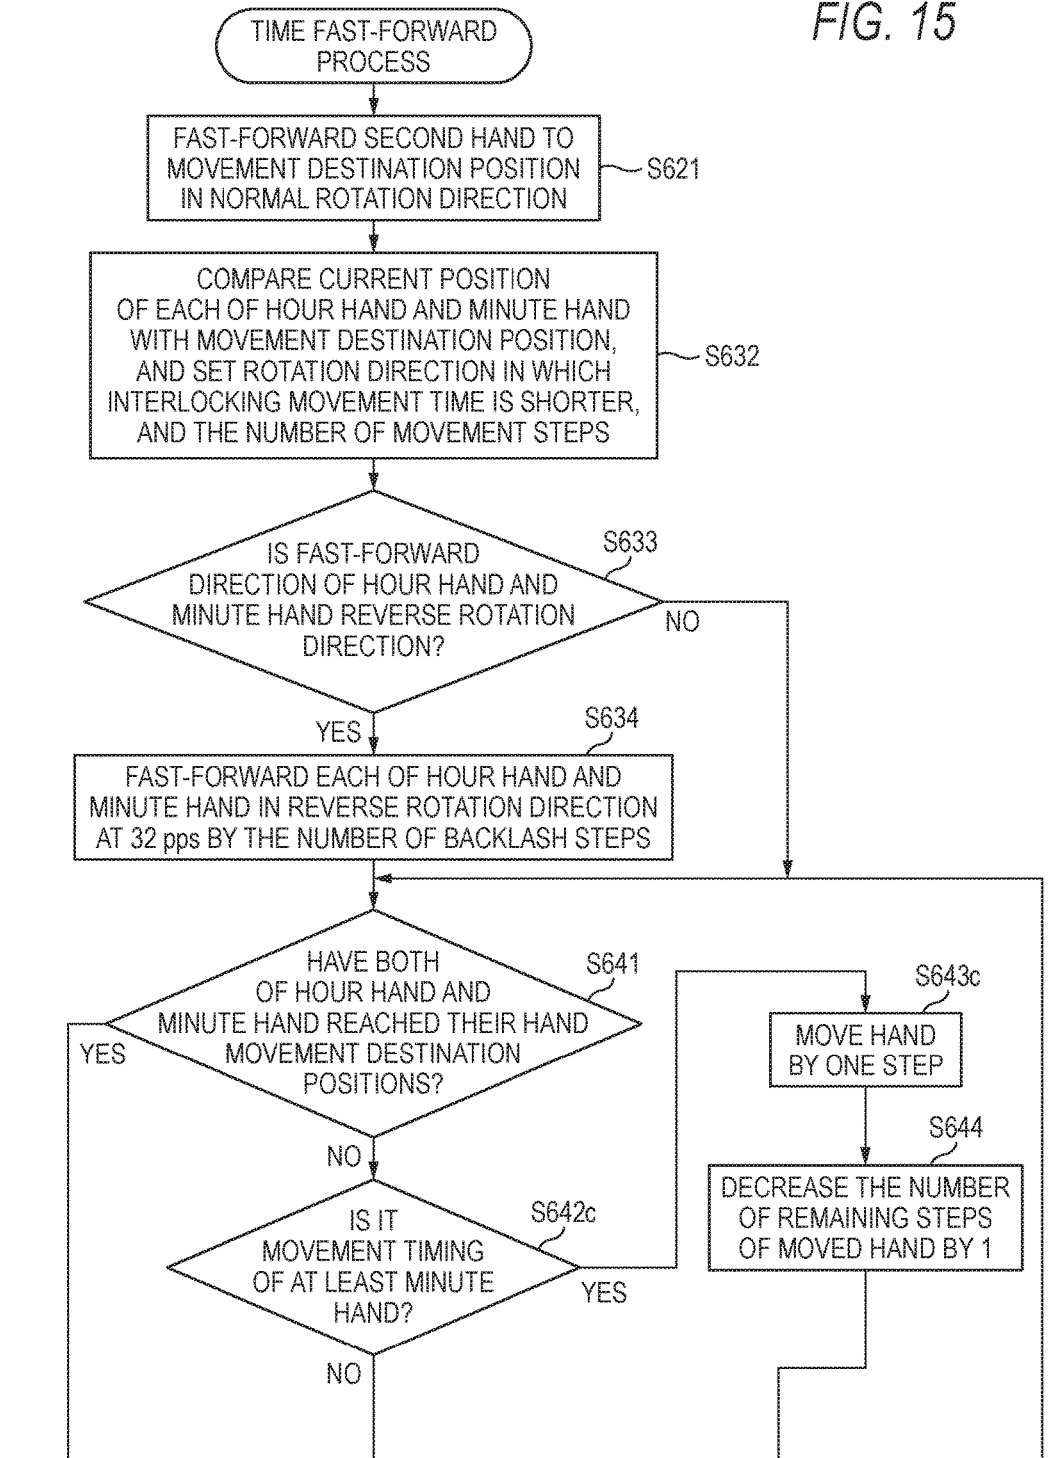 FIG. 15
TIME FAST-FORWARD
PROCESS
FAST-FORWARD SECOND HAND TO
MOVEMENT DESTINATION POSITION
IN NORMAL ROTATION DIRECTION
S621
COMPARE CURRENT POSITION
OF EACH OF HOUR HAND AND MINUTE HAND
WITH MOVEMENT DESTINATION POSITION,
AND SET ROTATION DIRECTION IN WHICH
INTERLOCKING MOVEMENT TIME IS SHORTER,
AND THE NUMBER OF MOVEMENT STEPS
S632
IS FAST-FORWARD
DIRECTION OF HOUR HAND AND
MINUTE HAND REVERSE ROTATION
DIRECTION?
S633
NO
YES
S634
FAST-FORWARD EACH OF HOUR HAND AND
MINUTE HAND IN REVERSE ROTATION DIRECTION
AT 32 pps BY THE NUMBER OF BACKLASH STEPS
HAVE BOTH
OF HOUR HAND AND
MINUTE HAND REACHED THEIR HAND
MOVEMENT DESTINATION
POSITIONS?
S641
YES
NO
S643c
MOVE HAND
BY ONE STEP
S644
DECREASE THE NUMBER
OF REMAINING STEPS
OF MOVED HAND BY 1
IS IT
MOVEMENT TIMING
OF AT LEAST MINUTE
HAND?
S642c
YES
NO